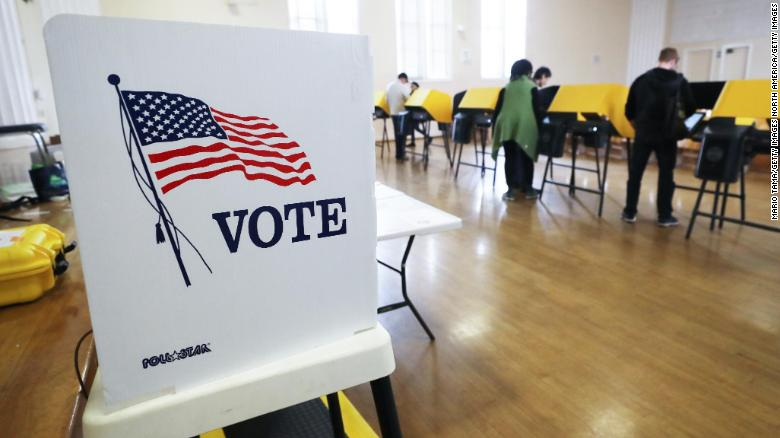 VOTE
POLL★STAR
MARIO TAMA/GETTY IMAGES NORTH AMERICA/GETTY IMAGES